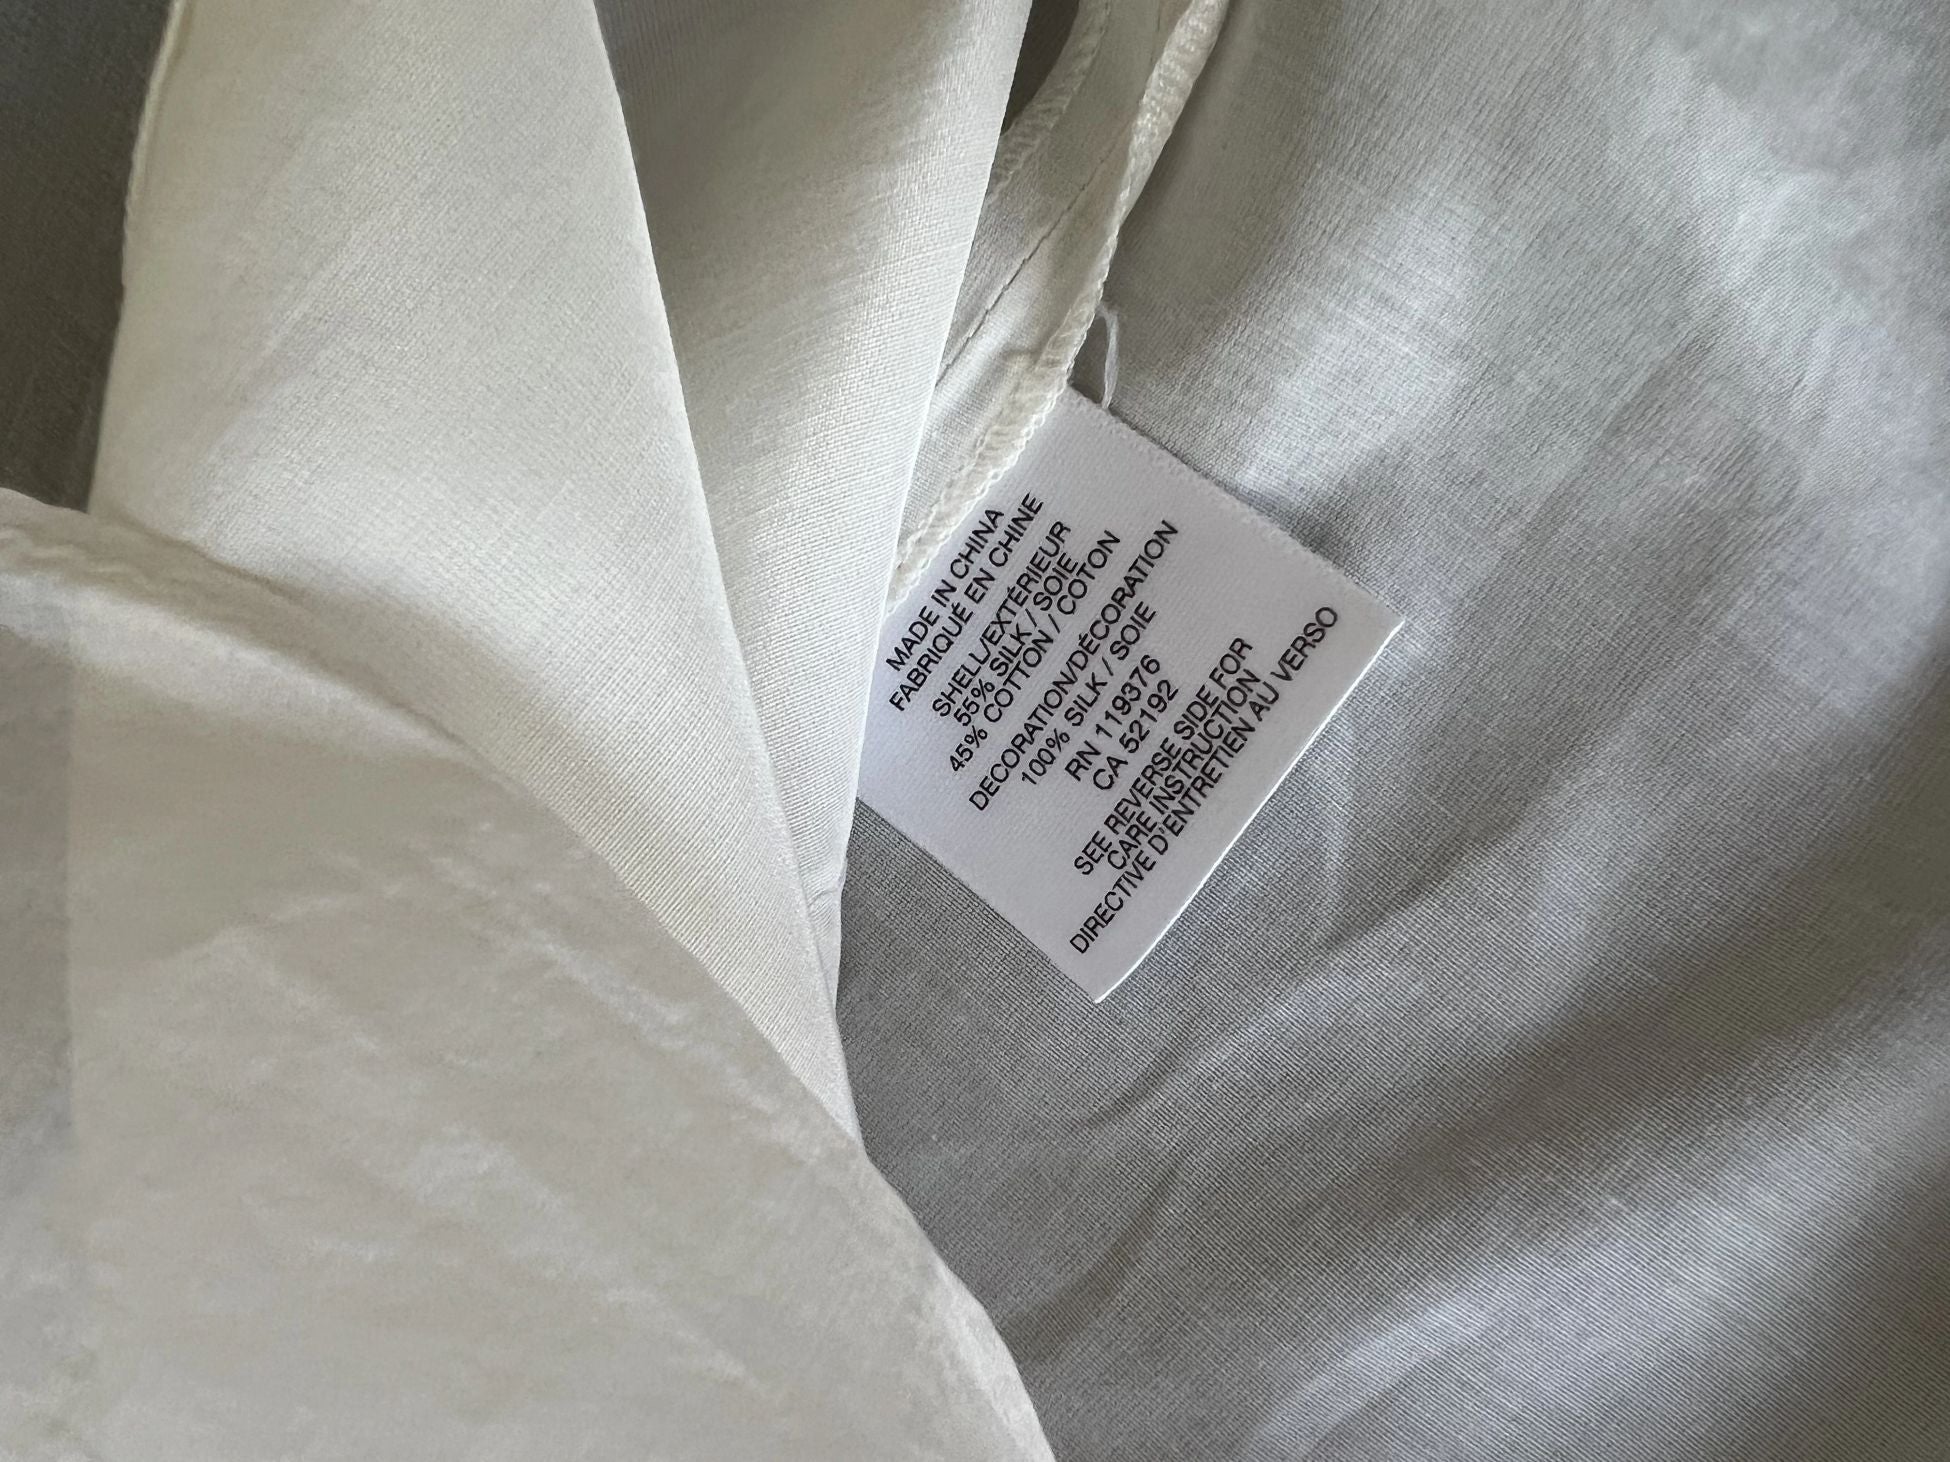 MADE IN CHINA
FABRIQUÉ EN CHINE
SHELL/EXTÉRIEUR
55% SILK / SOIE
45% COTTON / COTON
DECORATION/DÉCORATION
100% SILK / SOIE
RN 119376
CA 52192
SEE REVERSE SIDE FOR
CARE INSTRUCTION
DIRECTIVE D'ENTRETIEN AU VERSO